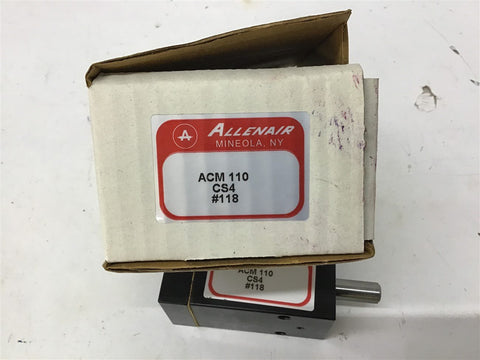 A ALLENAIR
MINEOLA, NY
ACM 110
CS4
#118
ACM 110
CS4
#118